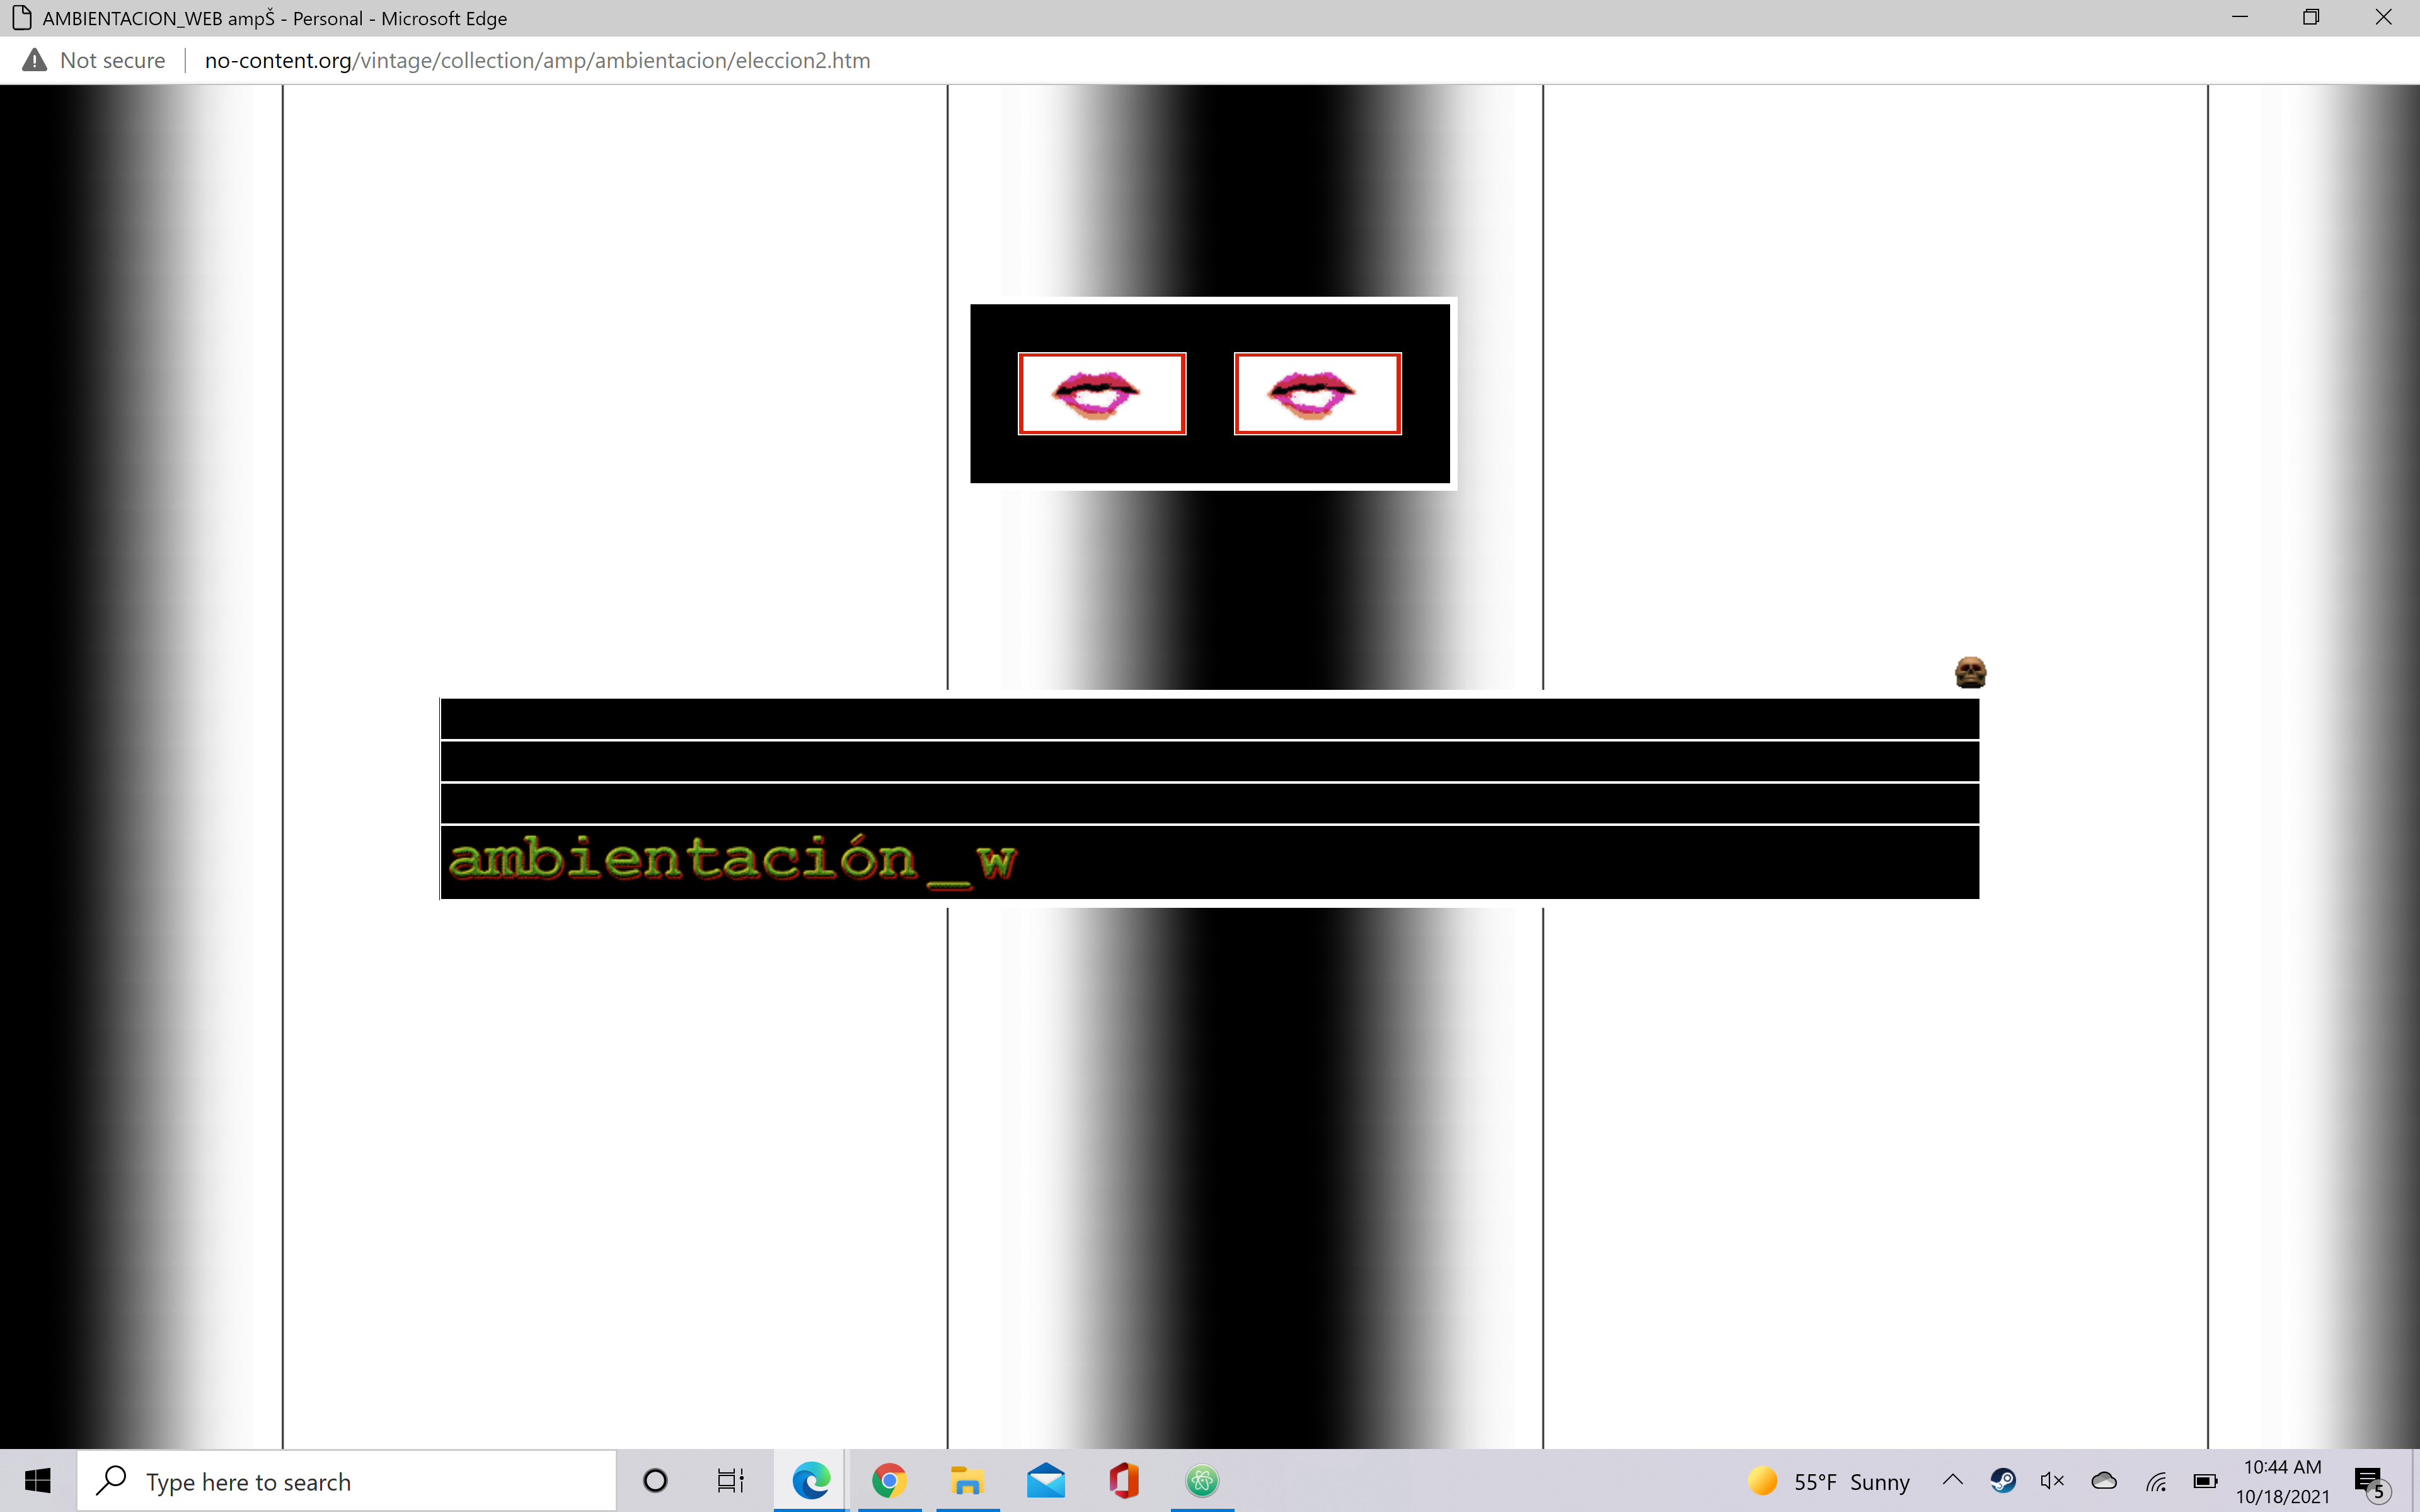 AMBIENTACION_WEB ampŠ - Personal - Microsoft Edge
Not secure
no-content.org/vintage/collection/amp/ambientacion/eleccion2.htm
ambientación_w
Type here to search
55°F Sunny
10:44 AM
10/18/2021
5